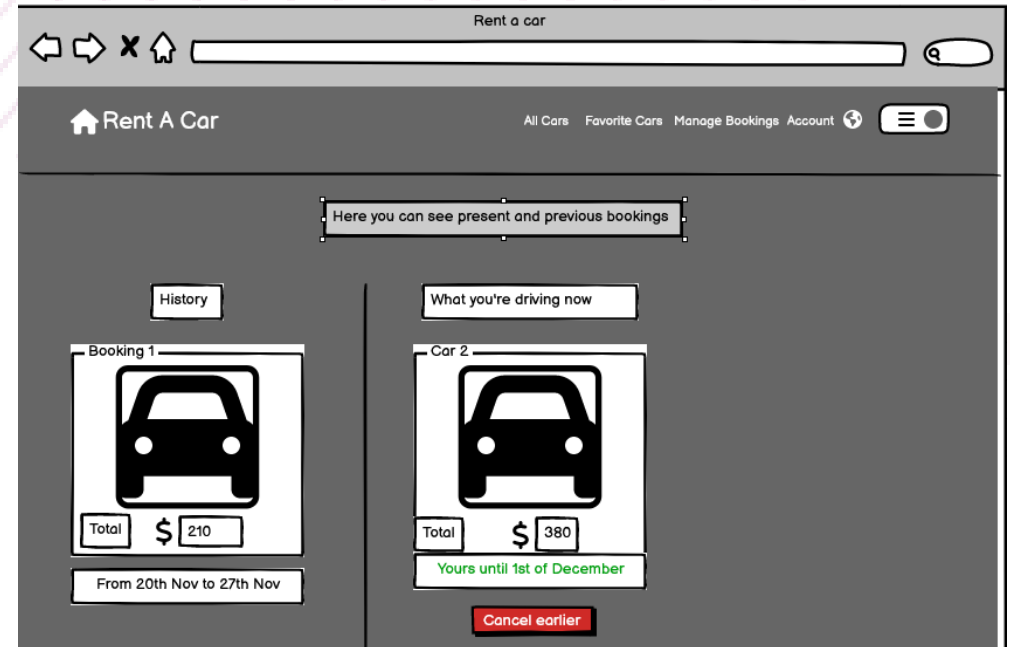 Rent a car
Rent A Car
All Cars Favorite Cars Manage Bookings Account
Here you can see present and previous bookings
History
What you're driving now
Booking 1
Car 2
Total $ 210
Total $ 380
Yours until 1st of December
From 20th Nov to 27th Nov
Cancel earlier